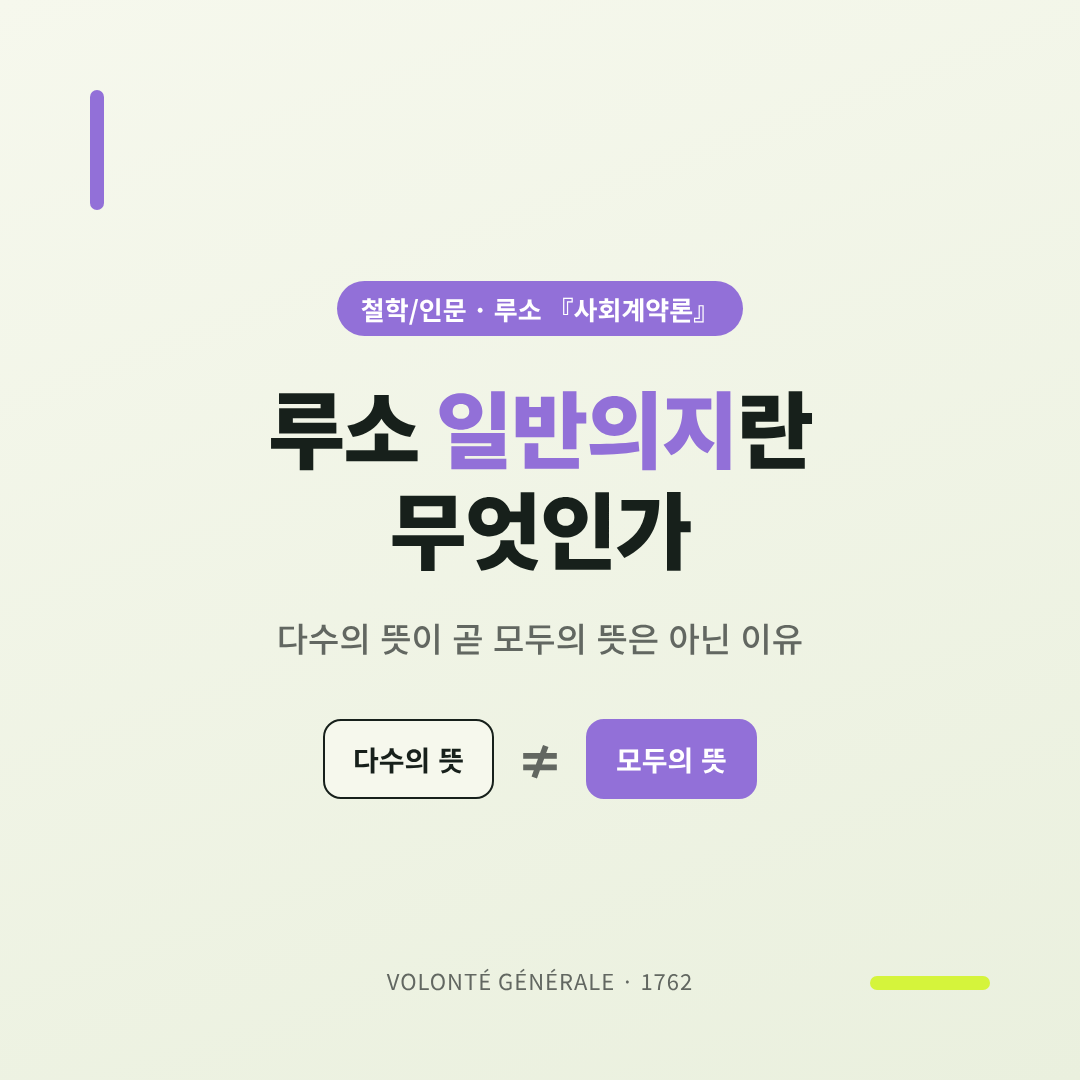 철학/인문 · 루소 『사회계약론』
루소 일반의지란
무엇인가
다수의 뜻이 곧 모두의 뜻은 아닌 이유
다수의 뜻 ≠ 모두의 뜻
VOLONTÉ GÉNÉRALE · 1762